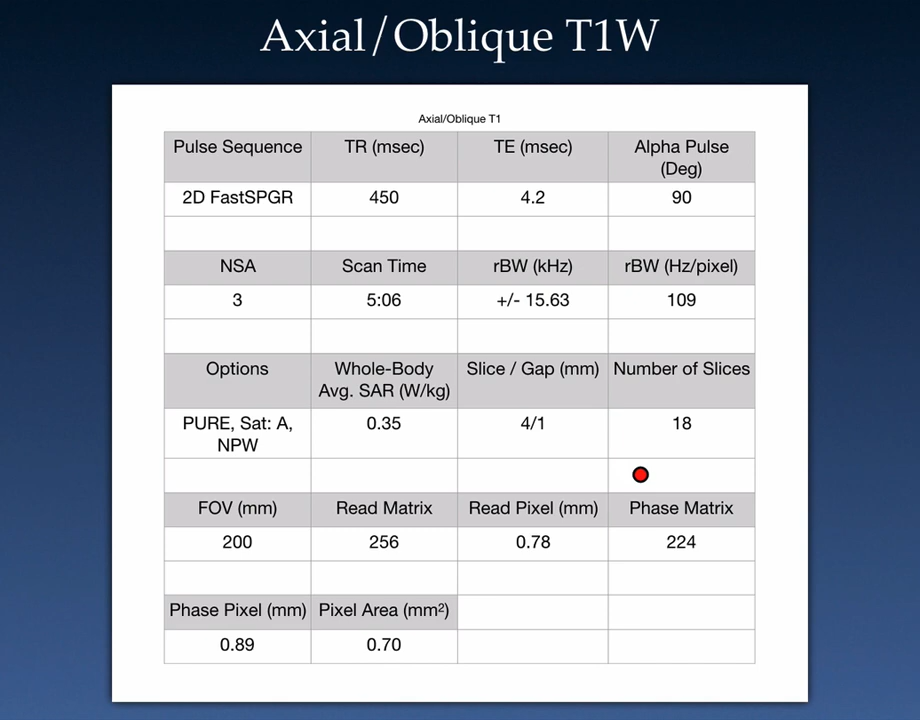 Axial/Oblique T1W
Axial/Oblique T1
Pulse Sequence TR (msec) TE (msec) Alpha Pulse (Deg)
2D FastSPGR 450 4.2 90
NSA Scan Time rBW (kHz) rBW (Hz/pixel)
3 5:06 +/- 15.63 109
Options Whole-Body Avg. SAR (W/kg) Slice / Gap (mm) Number of Slices
PURE, Sat: A, NPW 0.35 4/1 18
FOV (mm) Read Matrix Read Pixel (mm) Phase Matrix
200 256 0.78 224
Phase Pixel (mm) Pixel Area (mm²)
0.89 0.70